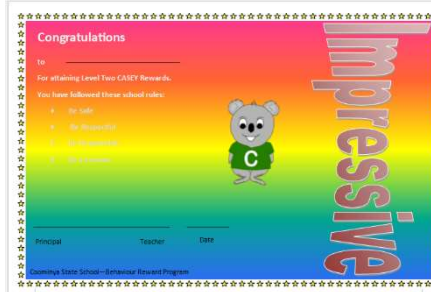 Congratulations
to
For attaining Level Two CASEY Rewards.
You have followed these school rules:
Be Safe
Be Respectful
C
Principal Teacher Date
Coominya State School—Behaviour Reward Program
Impressive